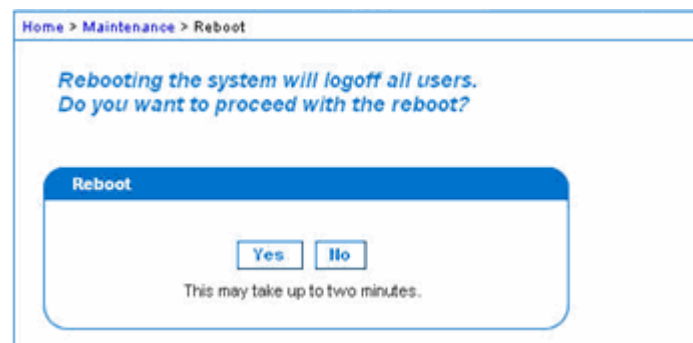 Home > Maintenance > Reboot
Rebooting the system will logoff all users.
Do you want to proceed with the reboot?
Reboot
Yes No
This may take up to two minutes.